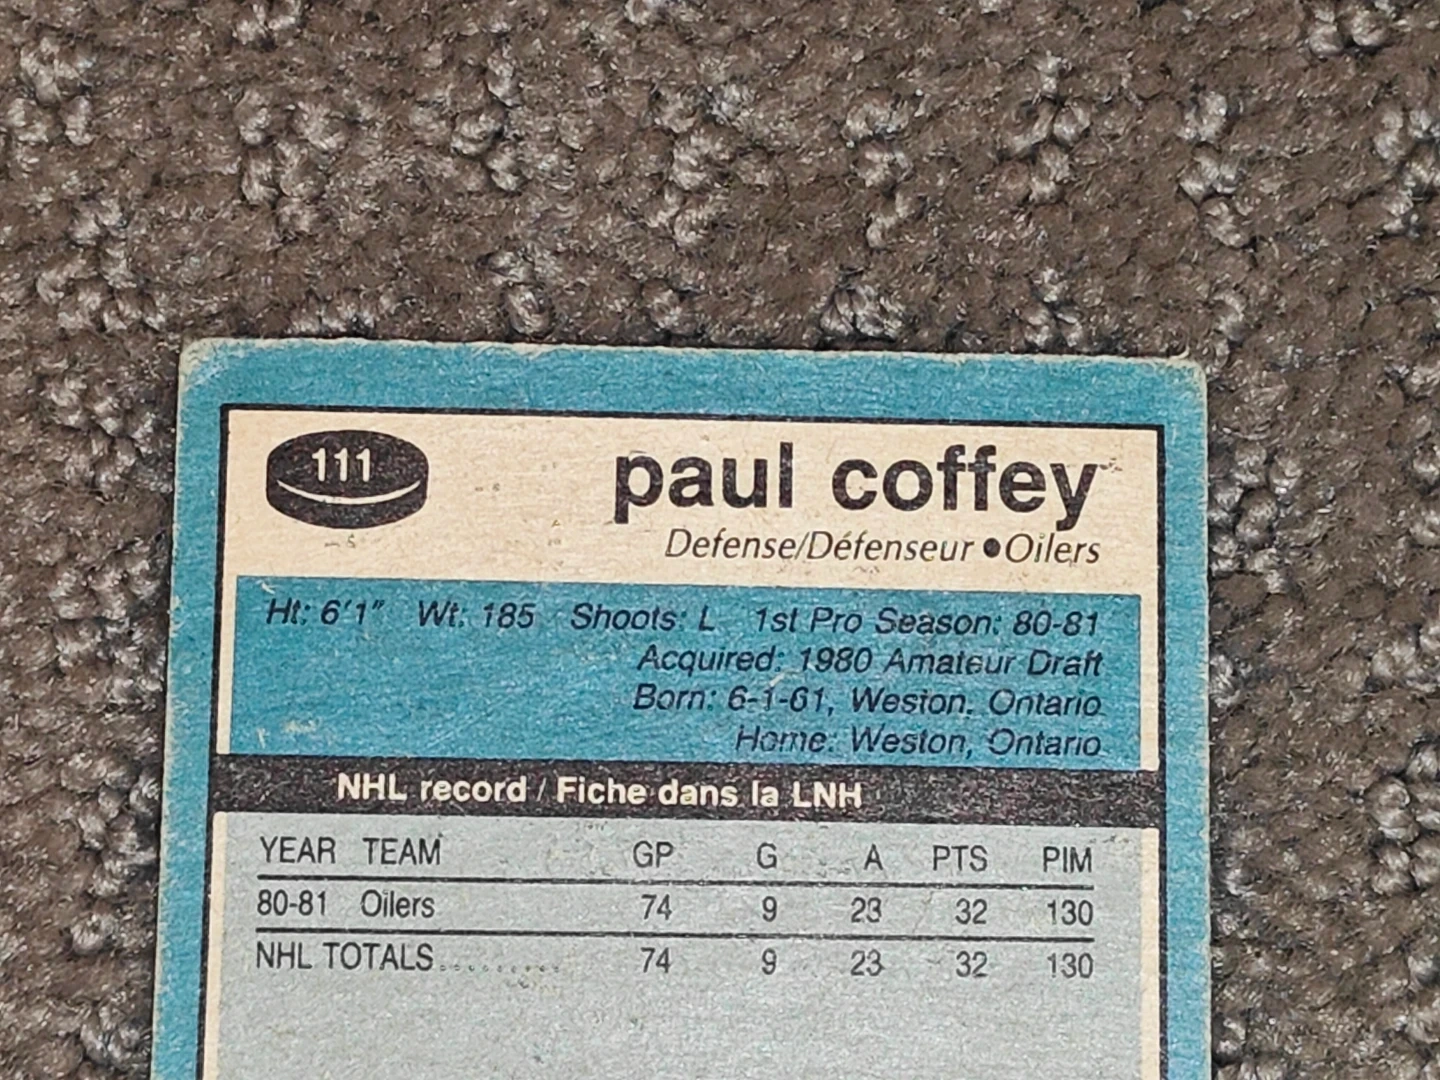 111
paul coffey
Defense/Défenseur ●Oilers
Ht: 6'1" Wt: 185 Shoots: L 1st Pro Season: 80-81
Acquired: 1980 Amateur Draft
Born: 6-1-61, Weston, Ontario
Home: Weston, Ontario
NHL record / Fiche dans la LNH
YEAR TEAM GP G A PTS PIM
80-81 Oilers 74 9 23 32 130
NHL TOTALS.......... 74 9 23 32 130